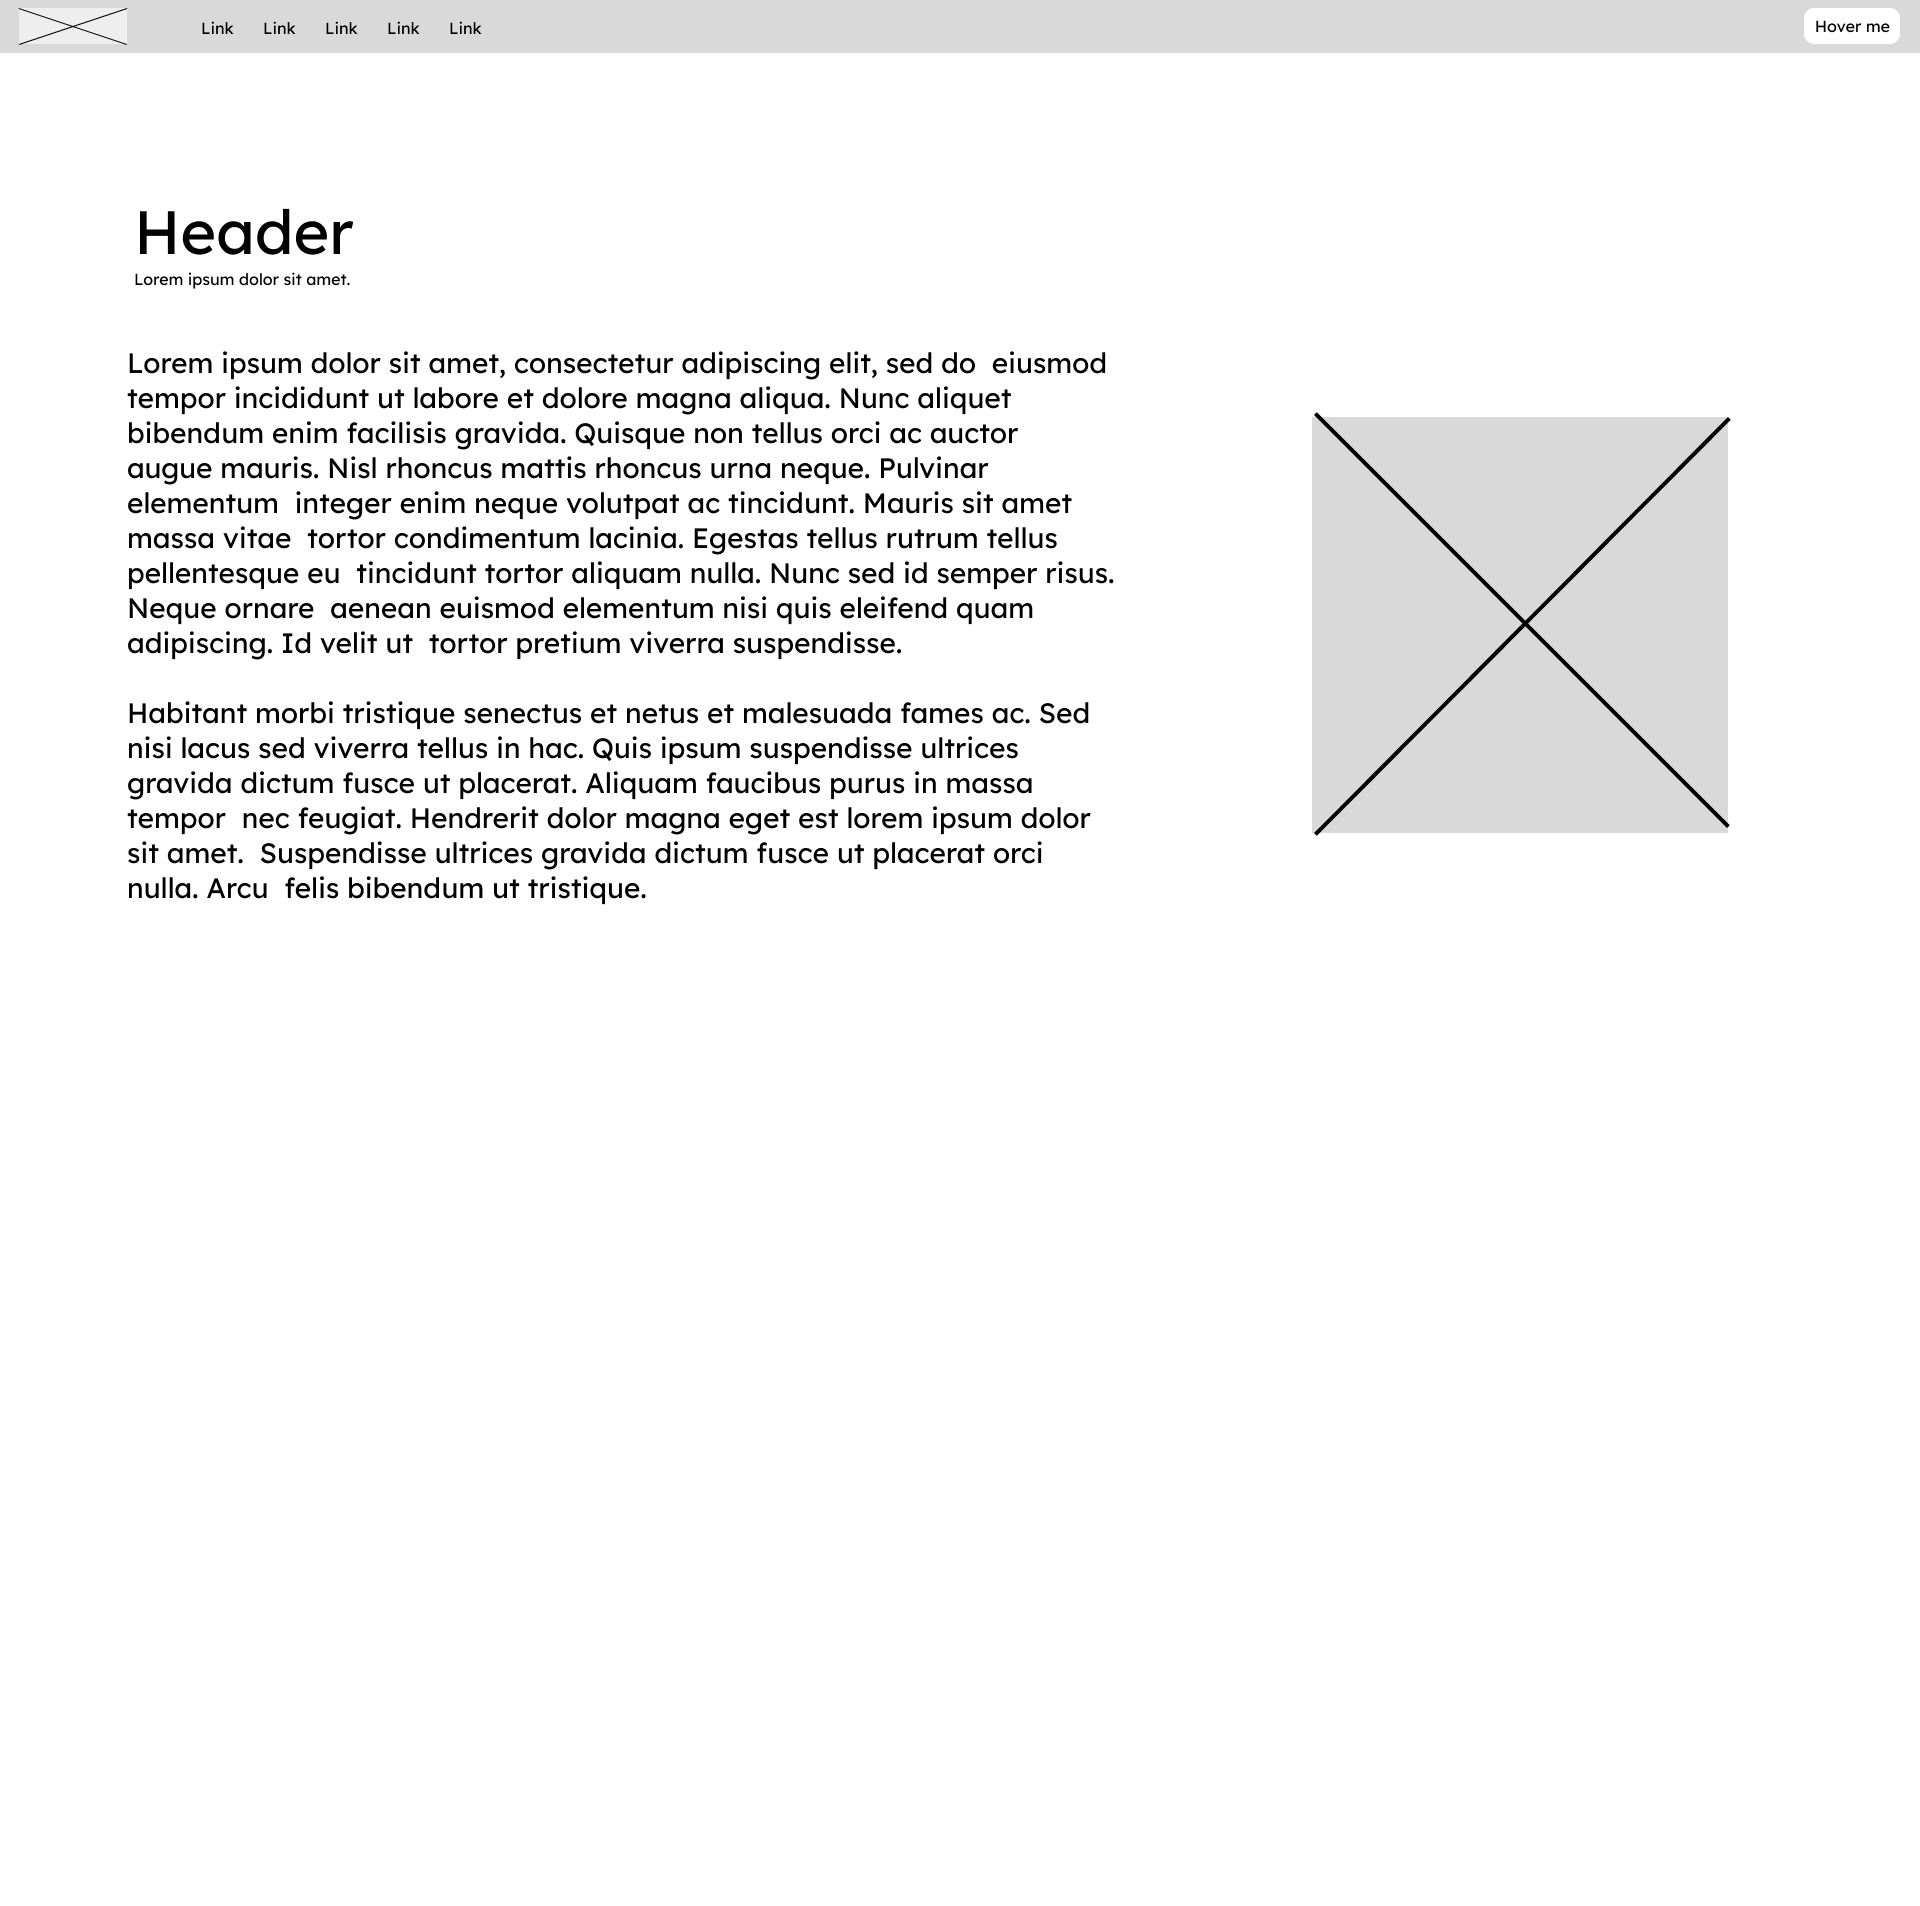 Link Link Link Link Link Hover me
Header
Lorem ipsum dolor sit amet.
Lorem ipsum dolor sit amet, consectetur adipiscing elit, sed do  eiusmod
tempor incididunt ut labore et dolore magna aliqua. Nunc aliquet
bibendum enim facilisis gravida. Quisque non tellus orci ac auctor
augue mauris. Nisl rhoncus mattis rhoncus urna neque. Pulvinar
elementum  integer enim neque volutpat ac tincidunt. Mauris sit amet
massa vitae  tortor condimentum lacinia. Egestas tellus rutrum tellus
pellentesque eu  tincidunt tortor aliquam nulla. Nunc sed id semper risus.
Neque ornare  aenean euismod elementum nisi quis eleifend quam
adipiscing. Id velit ut  tortor pretium viverra suspendisse.
Habitant morbi tristique senectus et netus et malesuada fames ac. Sed
nisi lacus sed viverra tellus in hac. Quis ipsum suspendisse ultrices
gravida dictum fusce ut placerat. Aliquam faucibus purus in massa
tempor  nec feugiat. Hendrerit dolor magna eget est lorem ipsum dolor
sit amet.  Suspendisse ultrices gravida dictum fusce ut placerat orci
nulla. Arcu  felis bibendum ut tristique.